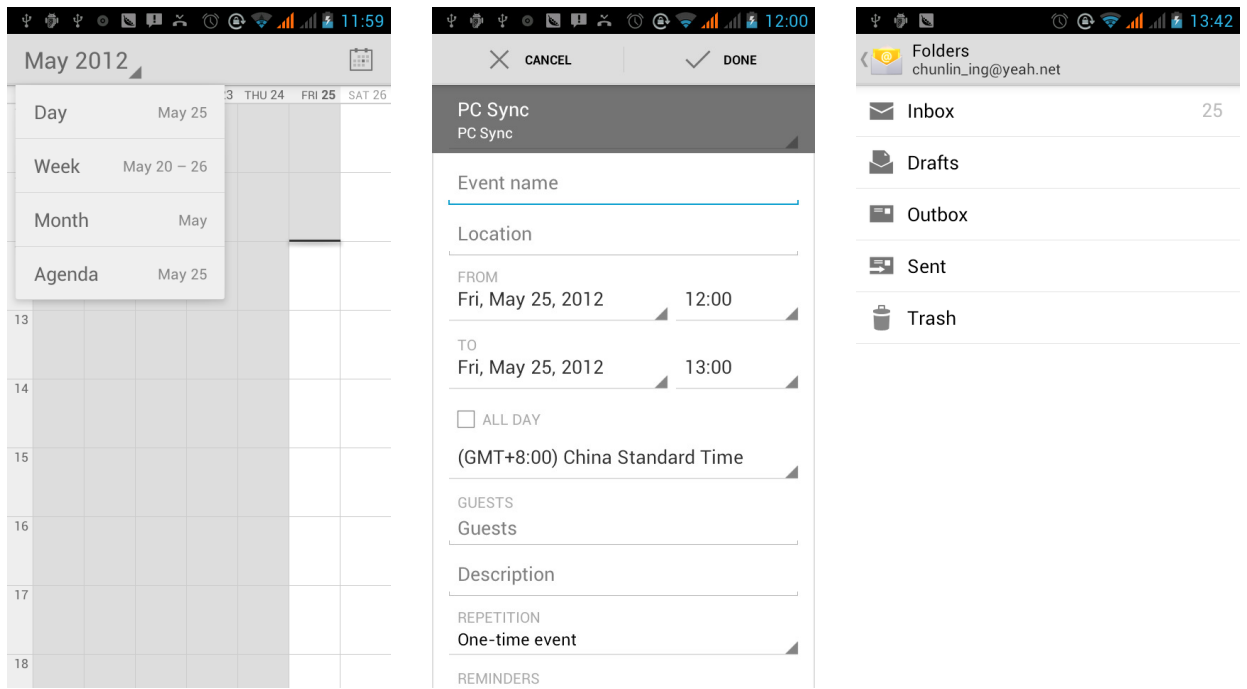 11:59
May 2012
3 THU 24 FRI 25 SAT 26
Day May 25
Week May 20 – 26
Month May
Agenda May 25
13
14
15
16
17
18
12:00
CANCEL DONE
PC Sync
PC Sync
Event name
Location
FROM
Fri, May 25, 2012 12:00
TO
Fri, May 25, 2012 13:00
ALL DAY
(GMT+8:00) China Standard Time
GUESTS
Guests
Description
REPETITION
One-time event
REMINDERS
13:42
Folders
chunlin_ing@yeah.net
Inbox 25
Drafts
Outbox
Sent
Trash